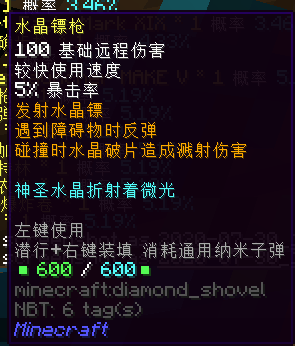 概率 3.46%
水晶镖枪
100 基础远程伤害
较快使用速度
5% 暴击率
发射水晶镖
遇到障碍物时反弹
碰撞时水晶破片造成溅射伤害
神圣水晶折射着微光
左键使用
潜行+右键装填 消耗通用纳米子弹
600 / 600
minecraft:diamond_shovel
NBT: 6 tag(s)
Minecraft